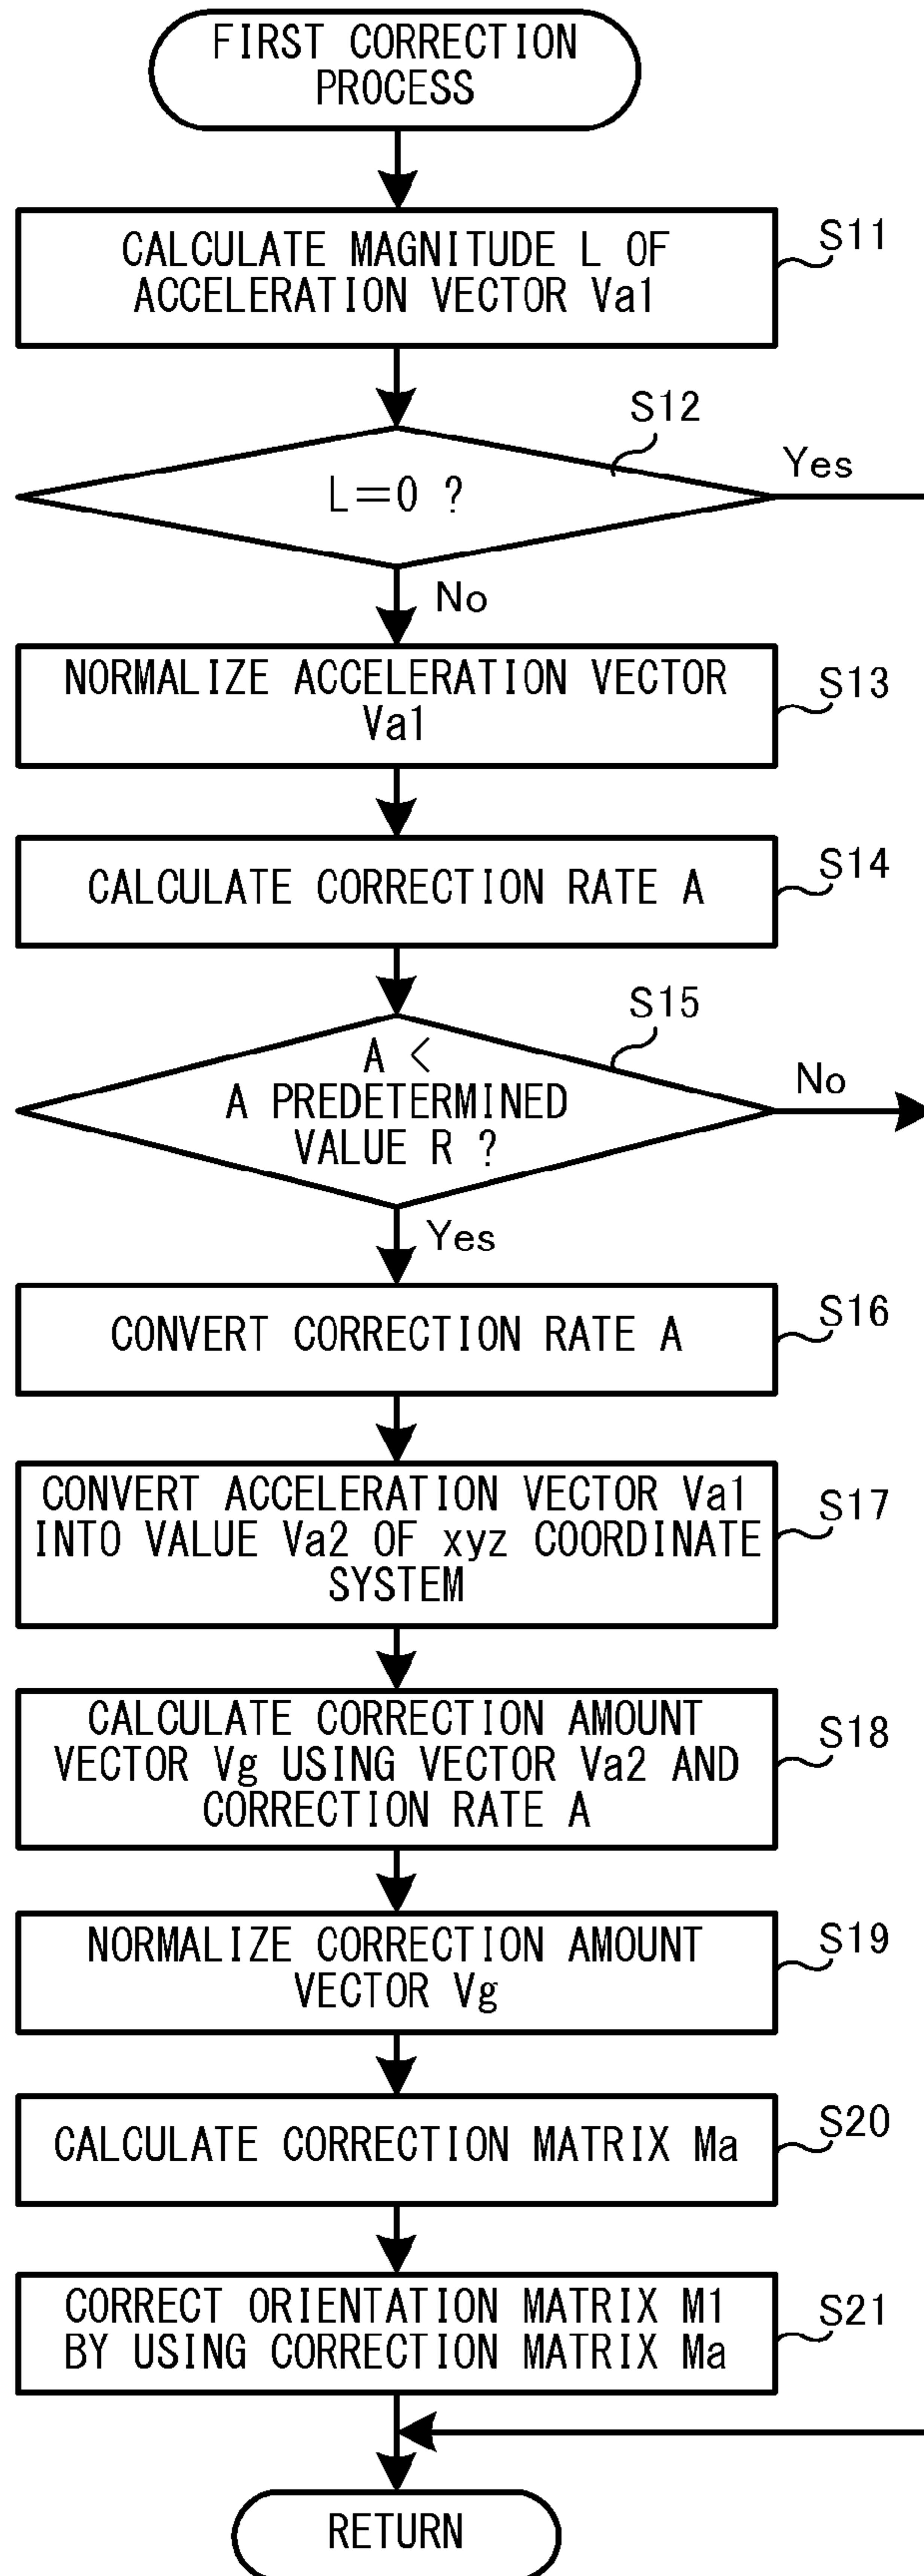 FIRST CORRECTION
PROCESS
CALCULATE MAGNITUDE L OF
ACCELERATION VECTOR Va1
S11
S12
L=0 ?
Yes
No
NORMALIZE ACCELERATION VECTOR
Va1
S13
CALCULATE CORRECTION RATE A
S14
S15
A <
A PREDETERMINED
VALUE R ?
No
Yes
CONVERT CORRECTION RATE A
S16
CONVERT ACCELERATION VECTOR Va1
INTO VALUE Va2 OF xyz COORDINATE
SYSTEM
S17
CALCULATE CORRECTION AMOUNT
VECTOR Vg USING VECTOR Va2 AND
CORRECTION RATE A
S18
NORMALIZE CORRECTION AMOUNT
VECTOR Vg
S19
CALCULATE CORRECTION MATRIX Ma
S20
CORRECT ORIENTATION MATRIX M1
BY USING CORRECTION MATRIX Ma
S21
RETURN